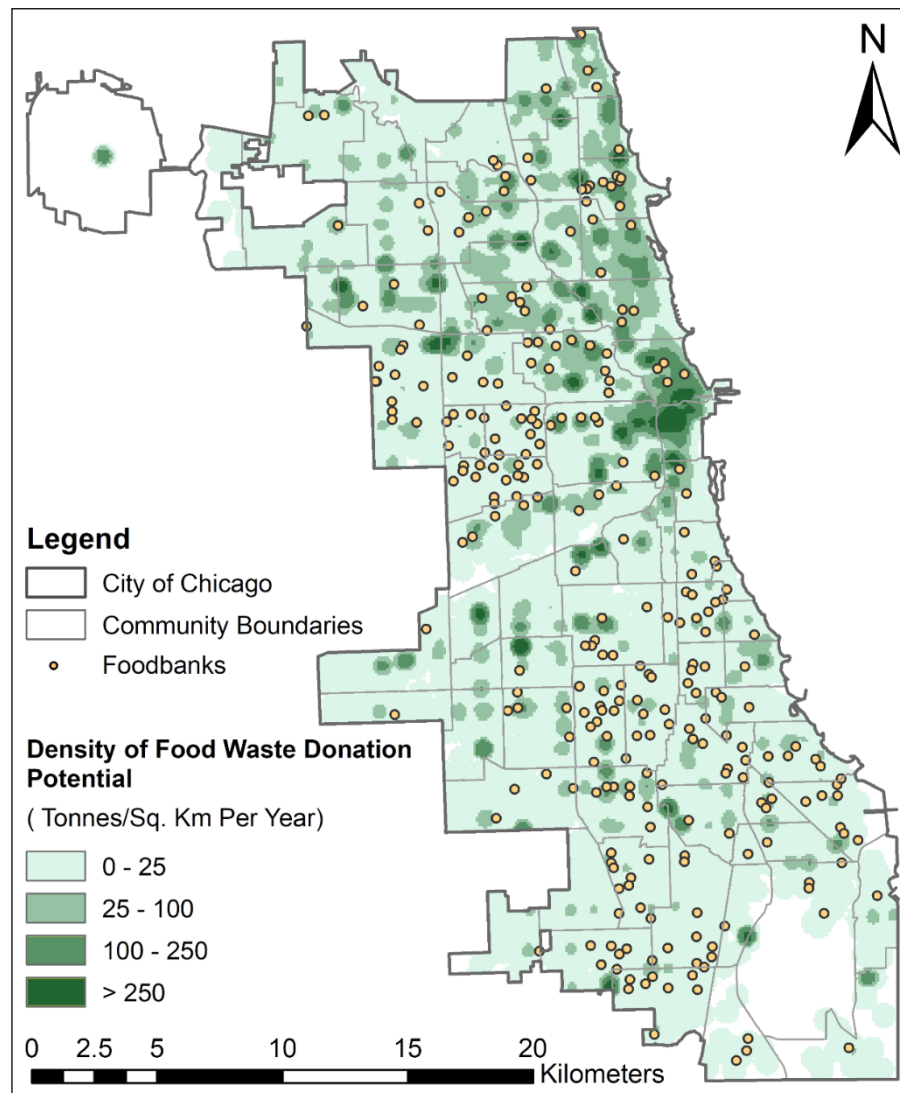 N
Legend
City of Chicago
Community Boundaries
Foodbanks
Density of Food Waste Donation
Potential
( Tonnes/Sq. Km Per Year)
0 - 25
25 - 100
100 - 250
> 250
0 2.5 5 10 15 20
Kilometers